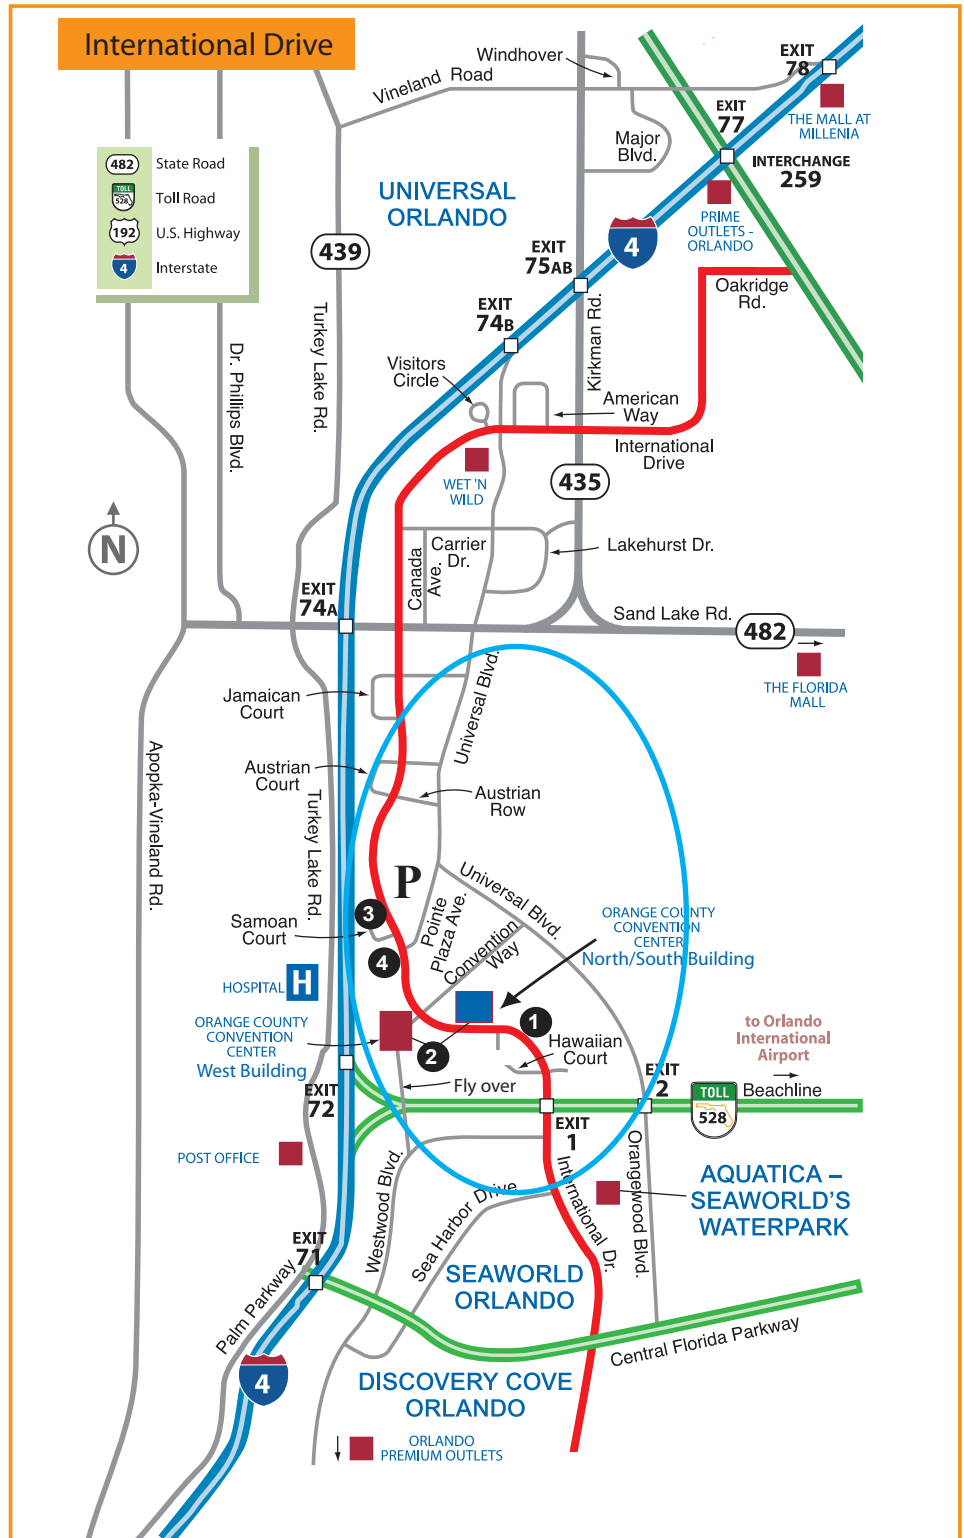 International Drive
482
State Road
TOLL
528
Toll Road
192
U.S. Highway
4
Interstate
Windhover
Vineland Road
EXIT
78
THE MALL AT
MILLENIA
EXIT
77
Major
Blvd.
INTERCHANGE
259
UNIVERSAL
ORLANDO
PRIME
OUTLETS -
ORLANDO
4
439
EXIT
75AB
Oakridge
Rd.
EXIT
74B
Kirkman Rd.
Turkey Lake Rd.
Dr. Phillips Blvd.
Visitors
Circle
American
Way
International
Drive
WET 'N
WILD
435
N
Carrier
Dr.
Canada
Ave.
Lakehurst Dr.
EXIT
74A
Sand Lake Rd.
482
THE FLORIDA
MALL
Jamaican
Court
Universal Blvd.
Austrian
Court
Austrian
Row
Apopka-Vineland Rd.
Turkey Lake Rd.
P
Universal Blvd.
3
Samoan
Court
Pointe
Plaza Ave.
Convention
Way
ORANGE COUNTY
CONVENTION
CENTER
North/South Building
4
HOSPITAL
H
ORANGE COUNTY
CONVENTION
CENTER
West Building
1
2
Hawaiian
Court
to Orlando
International
Airport
Fly over
EXIT
72
EXIT
2
Beachline
TOLL
528
EXIT
1
POST OFFICE
Westwood Blvd.
Sea Harbor Drive
International Dr.
Orangewood Blvd.
AQUATICA –
SEAWORLD'S
WATERPARK
EXIT
71
Palm Parkway
SEAWORLD
ORLANDO
Central Florida Parkway
4
DISCOVERY COVE
ORLANDO
ORLANDO
PREMIUM OUTLETS